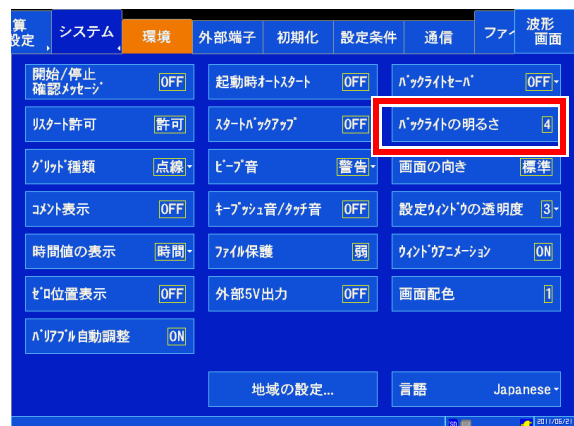 算
設定
システム
環境
外部端子
初期化
設定条件
通信
ファイ
波形
画面
開始/停止
確認ﾒｯｾｰｼﾞ
OFF
起動時ｵｰﾄｽﾀｰﾄ
OFF
ﾊﾞｯｸﾗｲﾄｾｰﾊﾞ
OFF
ﾘｽﾀｰﾄ許可
許可
ｽﾀｰﾄﾊﾞｯｸｱｯﾌﾟ
OFF
ﾊﾞｯｸﾗｲﾄの明るさ
4
ｸﾞﾘｯﾄﾞ種類
点線
ﾋﾞｰﾌﾟ音
警告
画面の向き
標準
ｺﾒﾝﾄ表示
OFF
ｷｰﾌﾟｯｼｭ音/ﾀｯﾁ音
OFF
設定ｳｨﾝﾄﾞｳの透明度
3
時間値の表示
時間
ﾌｧｲﾙ保護
弱
ｳｨﾝﾄﾞｳｱﾆﾒｰｼｮﾝ
ON
ｾﾞﾛ位置表示
OFF
外部5V出力
OFF
画面配色
1
ﾊﾞﾘｱﾌﾞﾙ自動調整
ON
地域の設定...
言語
Japanese
SD